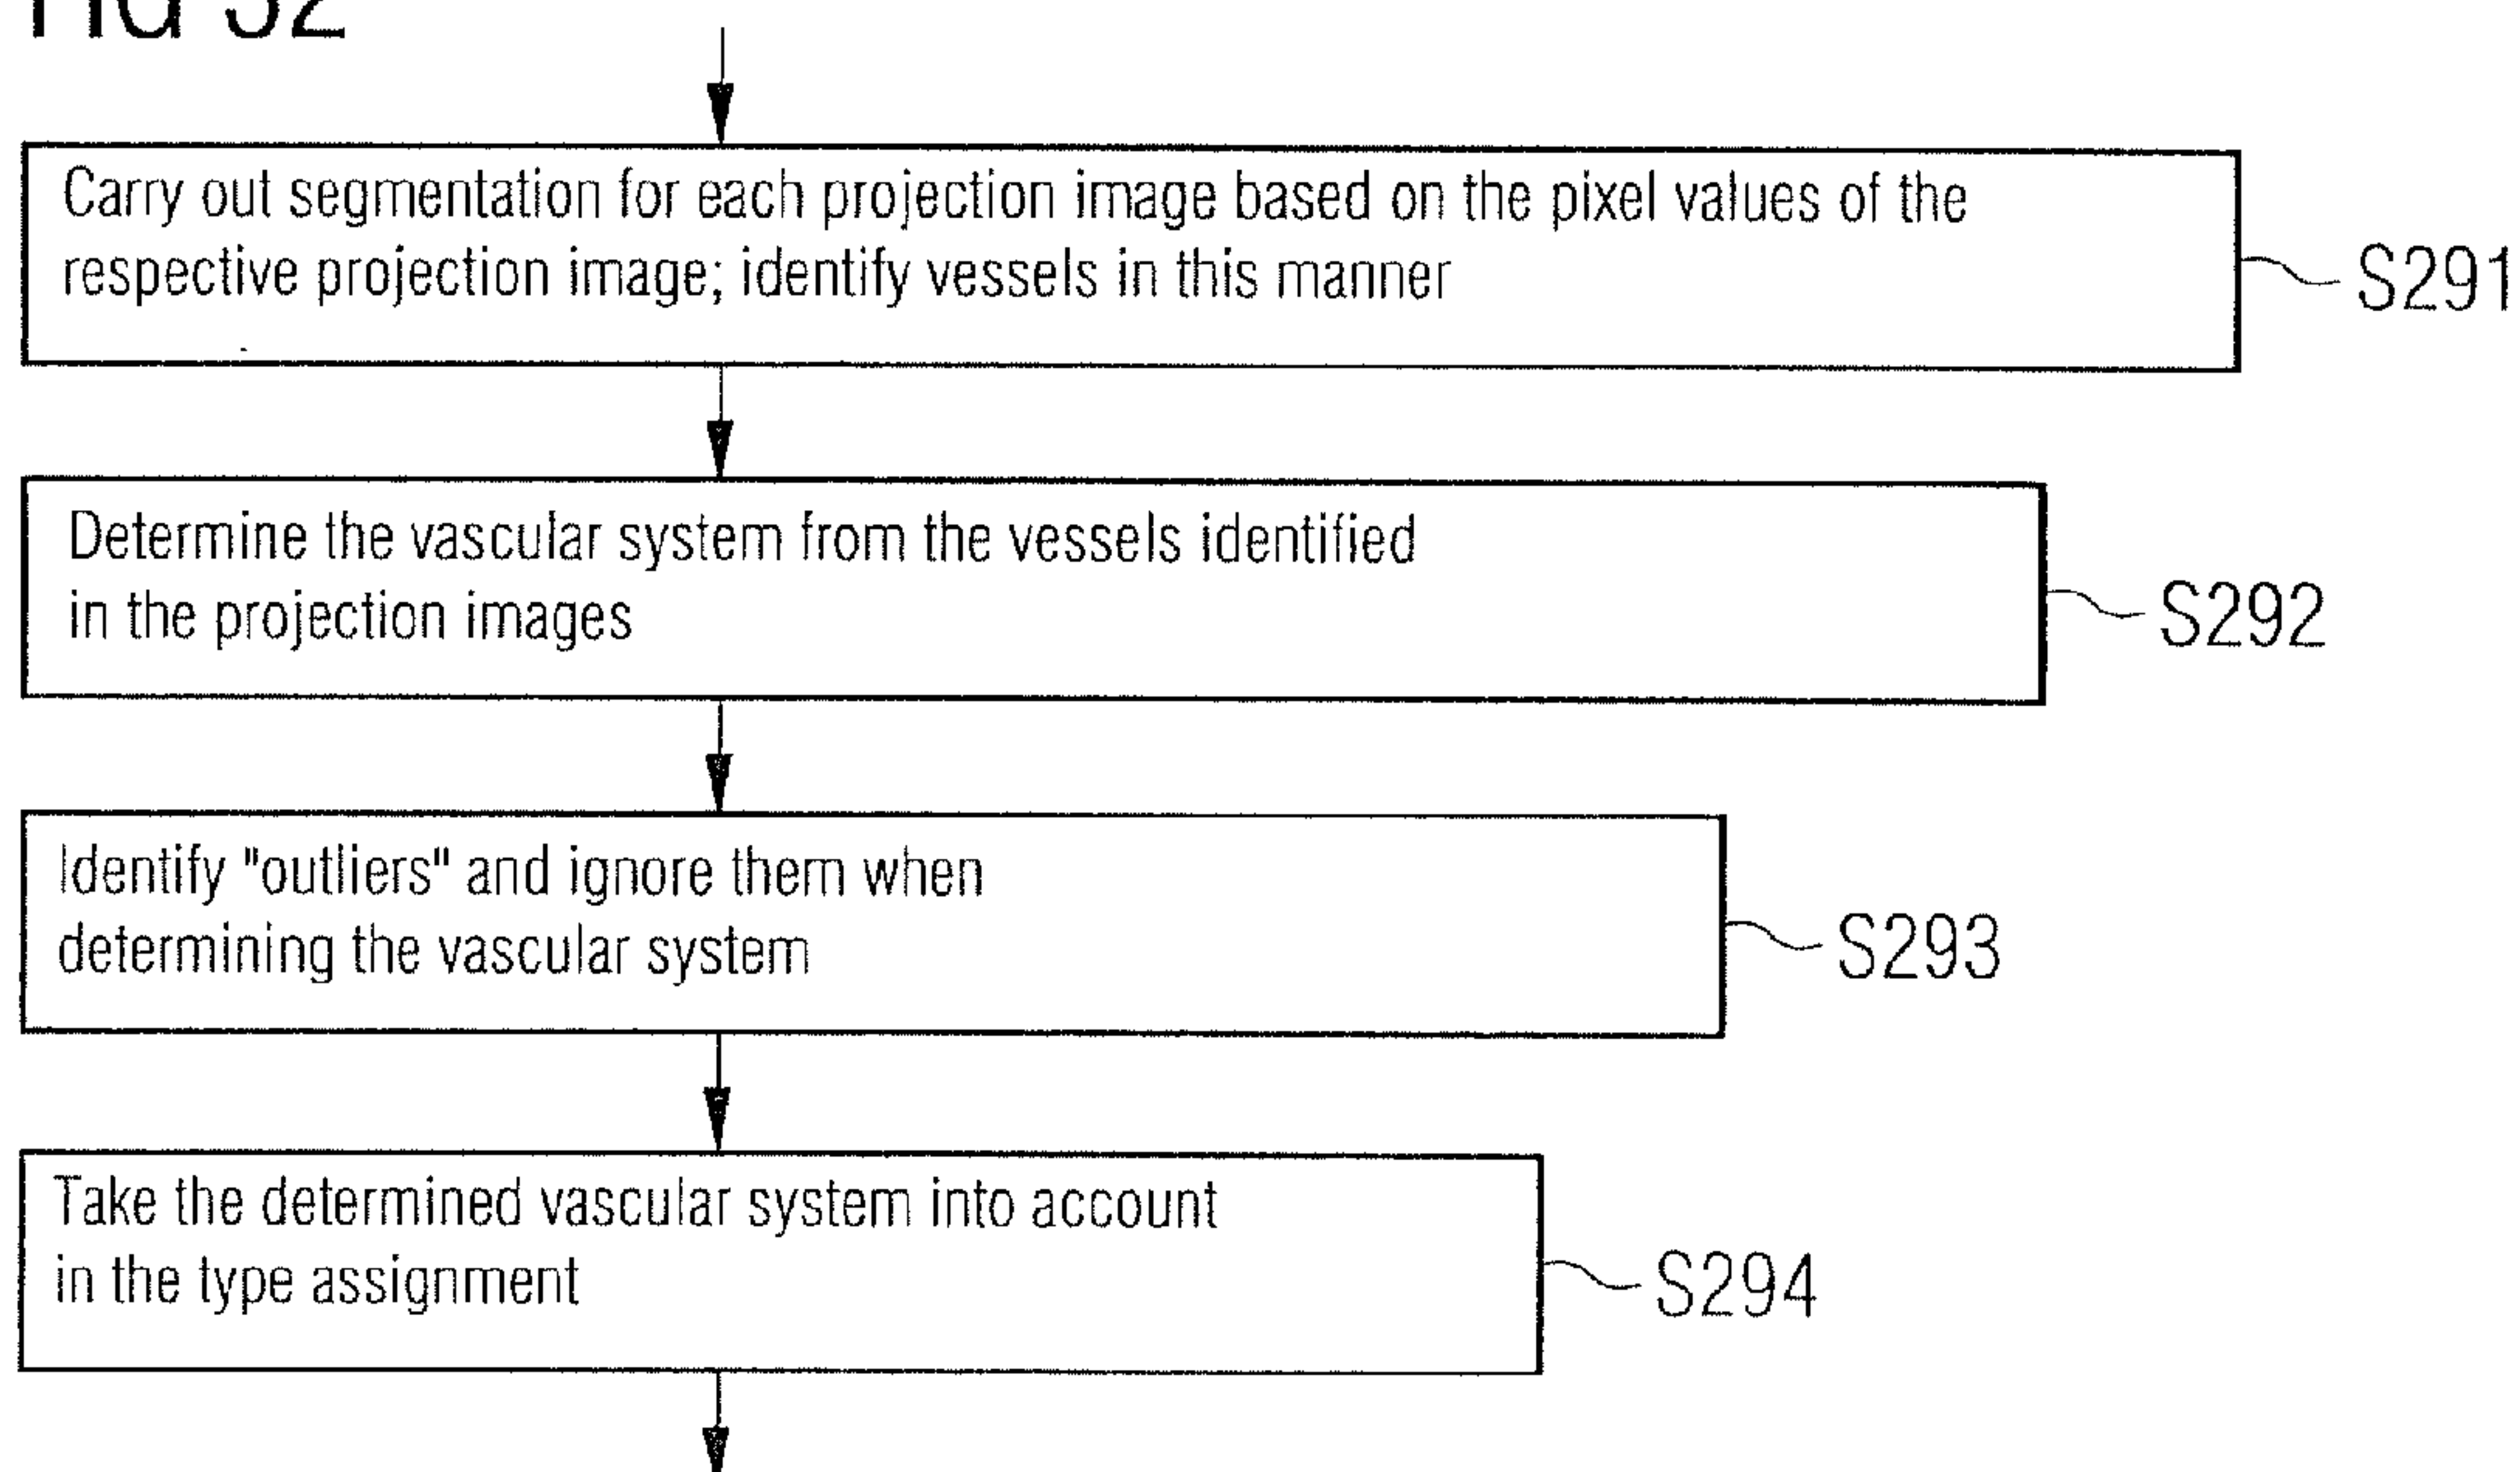 FIG 32
Carry out segmentation for each projection image based on the pixel values of the
respective projection image; identify vessels in this manner
S291
Determine the vascular system from the vessels identified
in the projection images
S292
Identify "outliers" and ignore them when
determining the vascular system
S293
Take the determined vascular system into account
in the type assignment
S294